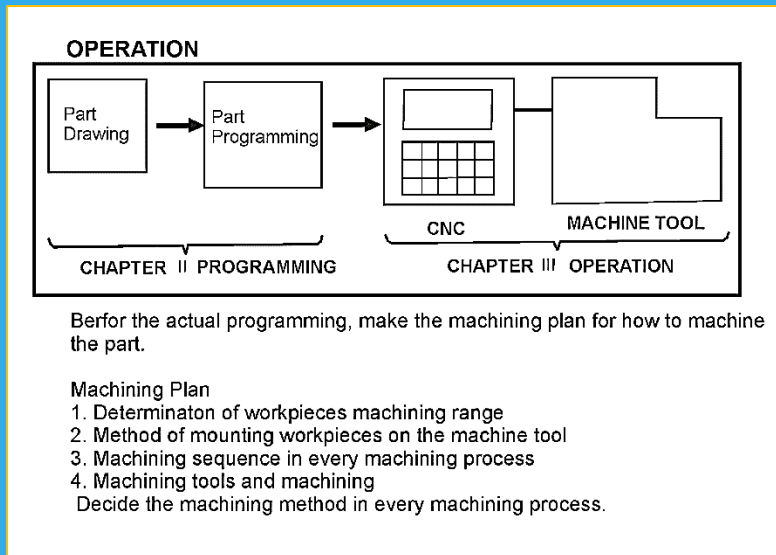 OPERATION
Part
Drawing
Part
Programming
CNC
MACHINE TOOL
CHAPTER II PROGRAMMING
CHAPTER III OPERATION
Berfor the actual programming, make the machining plan for how to machine
the part.
Machining Plan
1. Determinaton of workpieces machining range
2. Method of mounting workpieces on the machine tool
3. Machining sequence in every machining process
4. Machining tools and machining
Decide the machining method in every machining process.